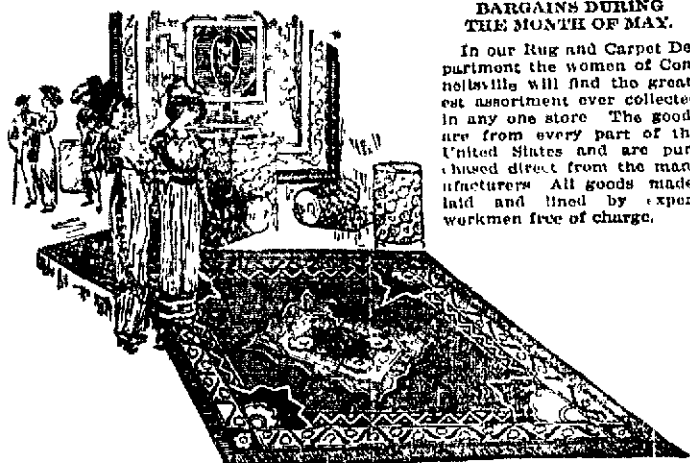 BARGAINS DURING
THE MONTH OF MAY.
In our Rug and Carpet De
partment the women of Con
nellsville will find the great
est assortment ever collecte
in any one store The good
are from every part of th
United States and are pur
chased direct from the man
ufacturers All goods made
laid and lined by exper
workmen free of charge.